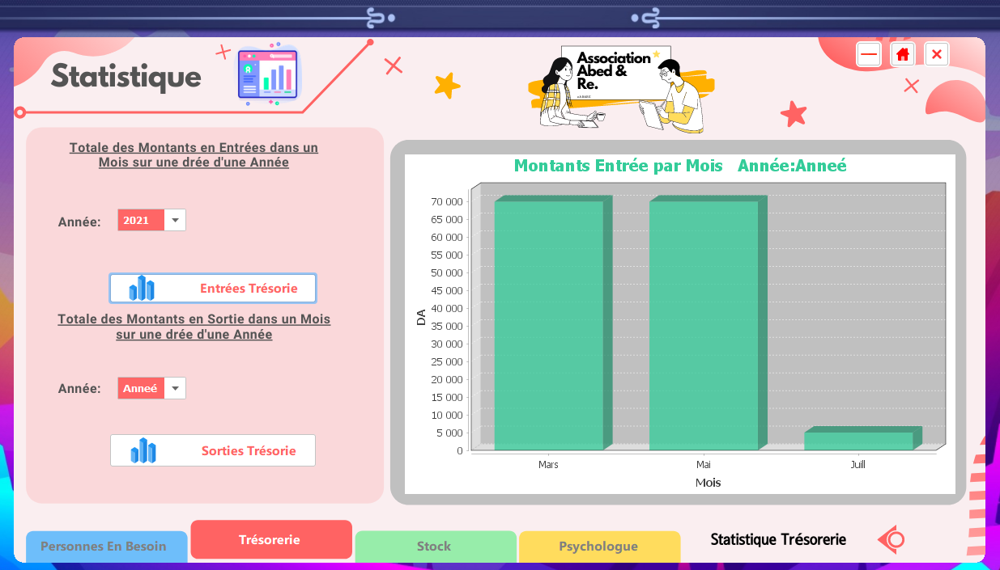 Statistique
Association
Abed &
Re.
Totale des Montants en Entrées dans un
Mois sur une drée d'une Année
Année:
2021
Entrées Trésorie
Totale des Montants en Sortie dans un Mois
sur une drée d'une Année
Année:
Anneé
Sorties Trésorie
Montants Entrée par Mois Année:Anneé
DA
70 000
65 000
60 000
55 000
50 000
45 000
40 000
35 000
30 000
25 000
20 000
15 000
10 000
5 000
0
Mars
Mai
Juill
Mois
Personnes En Besoin
Trésorerie
Stock
Psychologue
Statistique Trésorerie